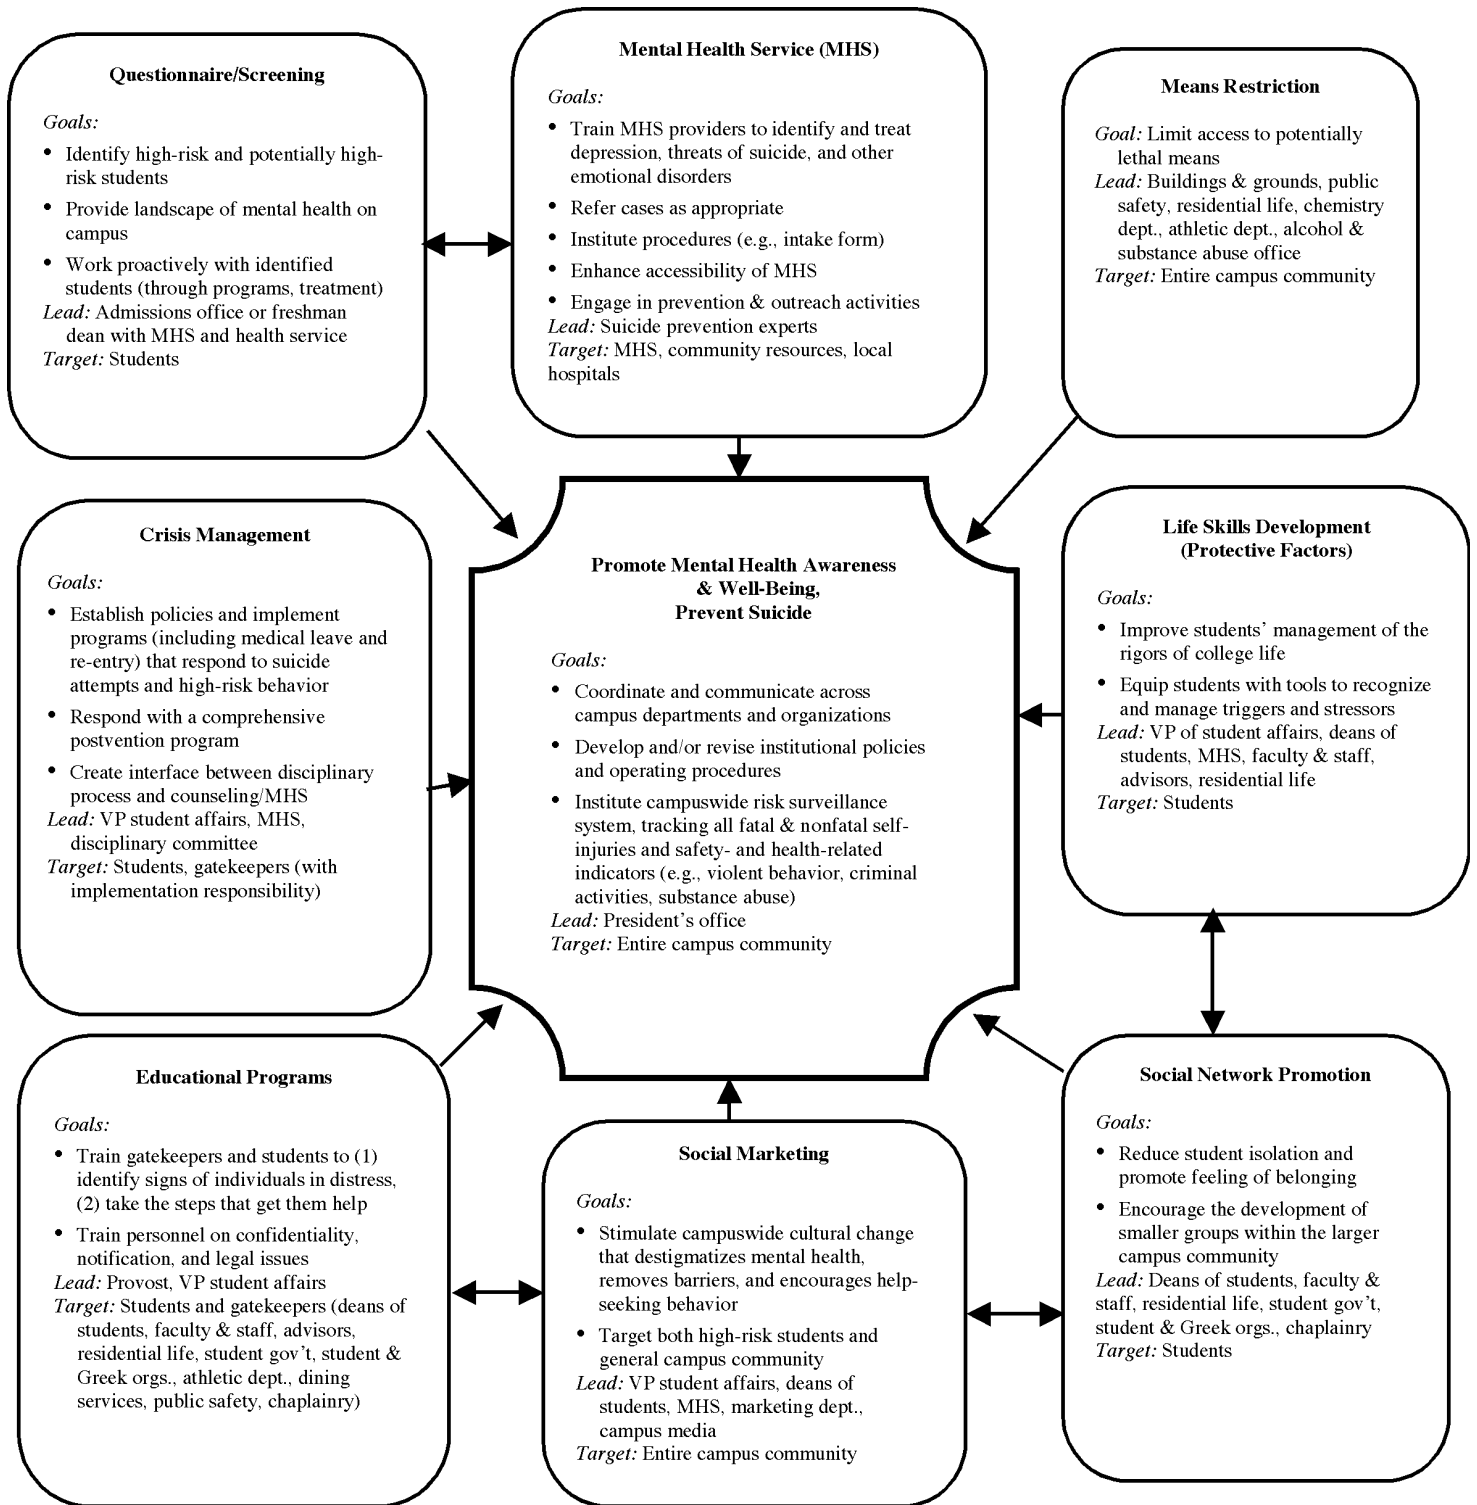 Questionnaire/Screening
Goals:
• Identify high-risk and potentially high-
risk students
• Provide landscape of mental health on
campus
• Work proactively with identified
students (through programs, treatment)
Lead: Admissions office or freshman
dean with MHS and health service
Target: Students
Mental Health Service (MHS)
Goals:
• Train MHS providers to identify and treat
depression, threats of suicide, and other
emotional disorders
• Refer cases as appropriate
• Institute procedures (e.g., intake form)
• Enhance accessibility of MHS
• Engage in prevention & outreach activities
Lead: Suicide prevention experts
Target: MHS, community resources, local
hospitals
Means Restriction
Goal: Limit access to potentially
lethal means
Lead: Buildings & grounds, public
safety, residential life, chemistry
dept., athletic dept., alcohol &
substance abuse office
Target: Entire campus community
Crisis Management
Goals:
• Establish policies and implement
programs (including medical leave and
re-entry) that respond to suicide
attempts and high-risk behavior
• Respond with a comprehensive
postvention program
• Create interface between disciplinary
process and counseling/MHS
Lead: VP student affairs, MHS,
disciplinary committee
Target: Students, gatekeepers (with
implementation responsibility)
Promote Mental Health Awareness
& Well-Being,
Prevent Suicide
Goals:
• Coordinate and communicate across
campus departments and organizations
• Develop and/or revise institutional policies
and operating procedures
• Institute campuswide risk surveillance
system, tracking all fatal & nonfatal self-
injuries and safety- and health-related
indicators (e.g., violent behavior, criminal
activities, substance abuse)
Lead: President’s office
Target: Entire campus community
Life Skills Development
(Protective Factors)
Goals:
• Improve students’ management of the
rigors of college life
• Equip students with tools to recognize
and manage triggers and stressors
Lead: VP of student affairs, deans of
students, MHS, faculty & staff,
advisors, residential life
Target: Students
Educational Programs
Goals:
• Train gatekeepers and students to (1)
identify signs of individuals in distress,
(2) take the steps that get them help
• Train personnel on confidentiality,
notification, and legal issues
Lead: Provost, VP student affairs
Target: Students and gatekeepers (deans of
students, faculty & staff, advisors,
residential life, student gov’t, student &
Greek orgs., athletic dept., dining
services, public safety, chaplainry)
Social Marketing
Goals:
• Stimulate campuswide cultural change
that destigmatizes mental health,
removes barriers, and encourages help-
seeking behavior
• Target both high-risk students and
general campus community
Lead: VP student affairs, deans of
students, MHS, marketing dept.,
campus media
Target: Entire campus community
Social Network Promotion
Goals:
• Reduce student isolation and
promote feeling of belonging
• Encourage the development of
smaller groups within the larger
campus community
Lead: Deans of students, faculty &
staff, residential life, student gov’t,
student & Greek orgs., chaplainry
Target: Students